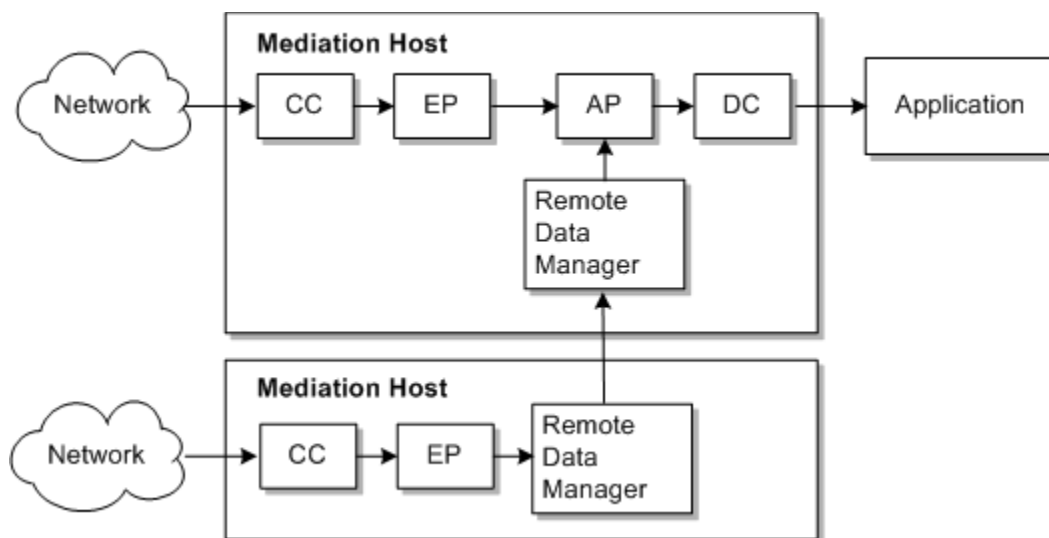 Mediation Host
Network
CC
EP
AP
DC
Application
Remote
Data
Manager
Mediation Host
Network
CC
EP
Remote
Data
Manager